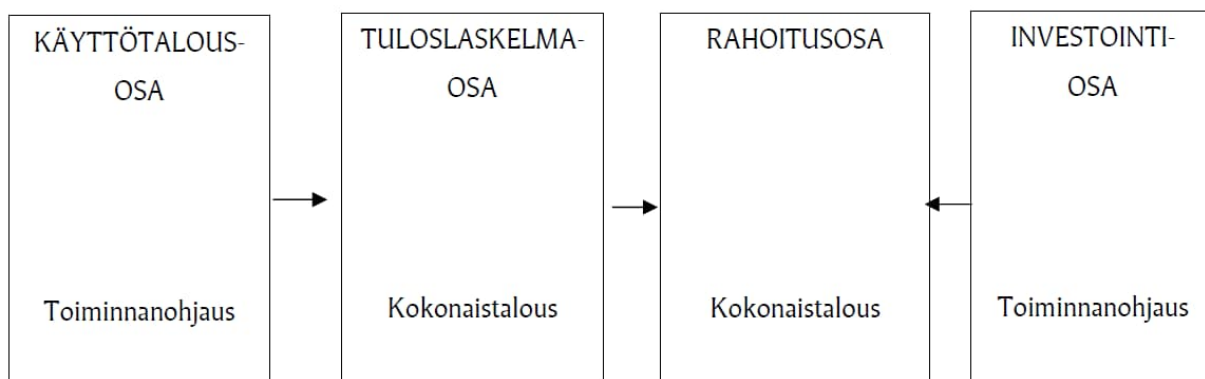 KÄYTTÖTALOUS-
OSA
Toiminnanohjaus
TULOSLASKELMA-
OSA
Kokonaistalous
RAHOITUSOSA
Kokonaistalous
INVESTOINTI-
OSA
Toiminnanohjaus